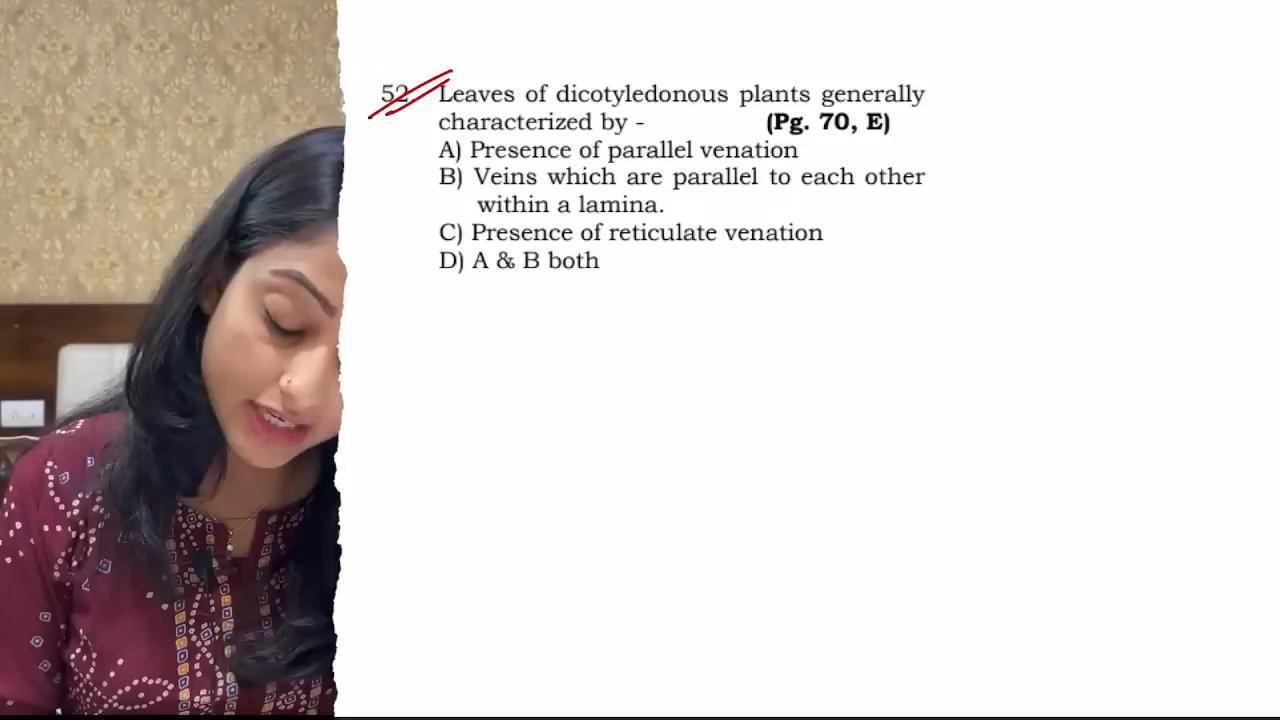 52. Leaves of dicotyledonous plants generally
characterized by - (Pg. 70, E)
A) Presence of parallel venation
B) Veins which are parallel to each other
within a lamina.
C) Presence of reticulate venation
D) A & B both